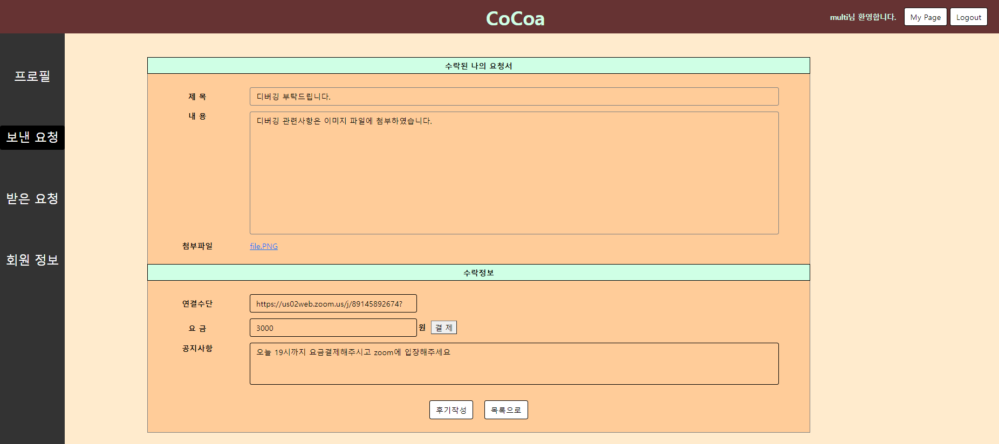 CoCoa
multi님 환영합니다.
My Page
Logout
프로필
보낸 요청
받은 요청
회원 정보
수락된 나의 요청서
제 목
디버깅 부탁드립니다.
내 용
디버깅 관련사항은 이미지 파일에 첨부하였습니다.
첨부파일
file.PNG
수락정보
연결수단
https://us02web.zoom.us/j/89145892674?
요 금
3000
원
결 제
공지사항
오늘 19시까지 요금결제해주시고 zoom에 입장해주세요
후기작성
목록으로